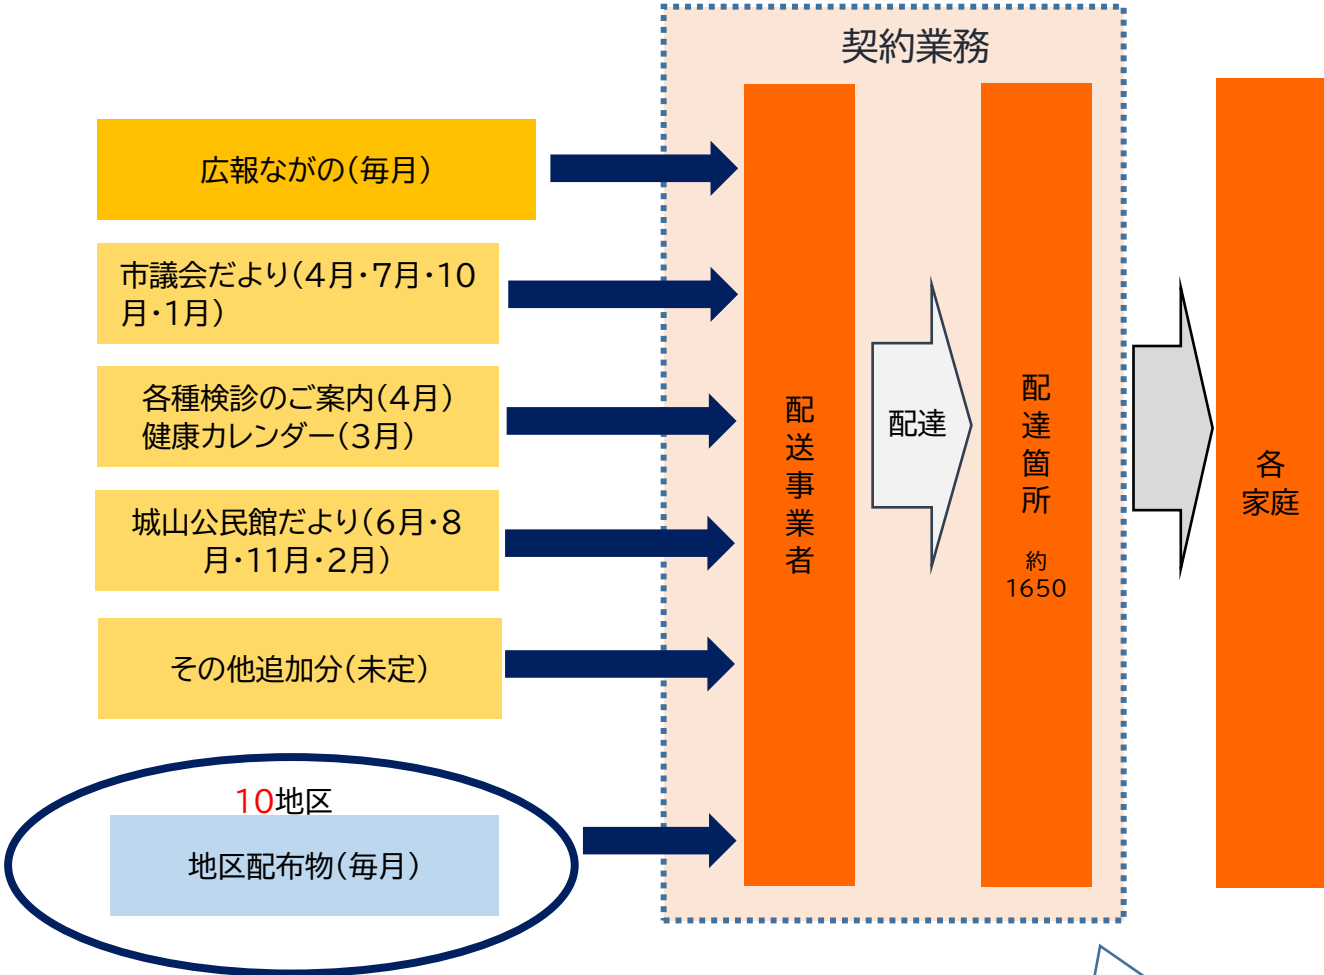 契約業務
広報ながの(毎月)
市議会だより(4月・7月・10
月・1月)
各種検診のご案内(4月)
健康カレンダー(3月)
城山公民館だより(6月・8
月・11月・2月)
その他追加分(未定)
10地区
地区配布物(毎月)
配送事業者
配達
配達箇所
約
1650
各
家庭